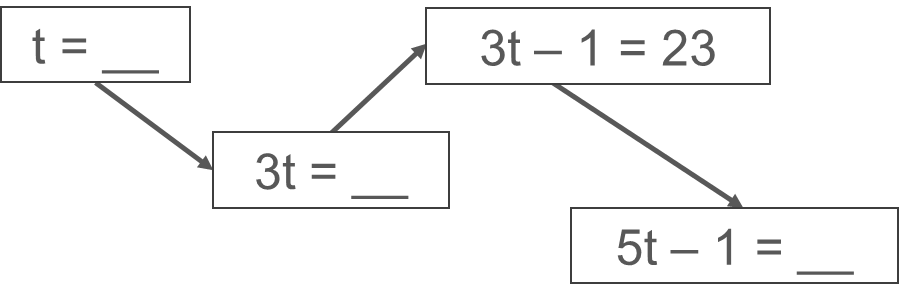 t = __
3t = __
3t – 1 = 23
5t – 1 = __